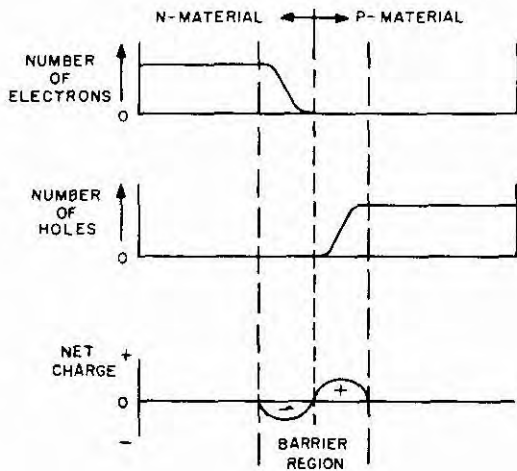 N-MATERIAL P-MATERIAL
NUMBER
OF
ELECTRONS
0
NUMBER
OF
HOLES
0
NET
CHARGE
+
0
-
- +
BARRIER
REGION